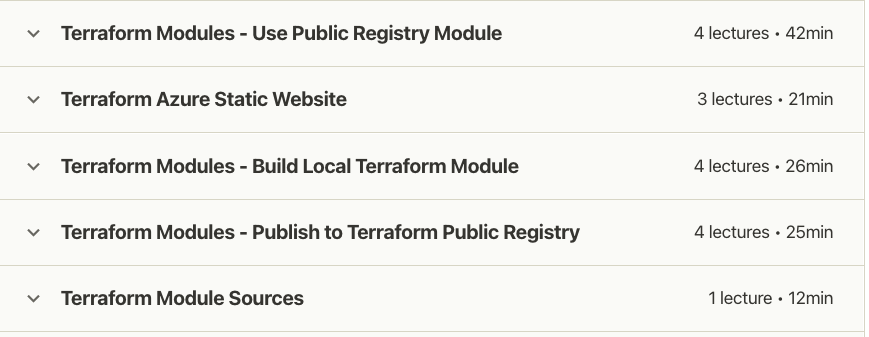 Terraform Modules - Use Public Registry Module 4 lectures • 42min
Terraform Azure Static Website 3 lectures • 21min
Terraform Modules - Build Local Terraform Module 4 lectures • 26min
Terraform Modules - Publish to Terraform Public Registry 4 lectures • 25min
Terraform Module Sources 1 lecture • 12min